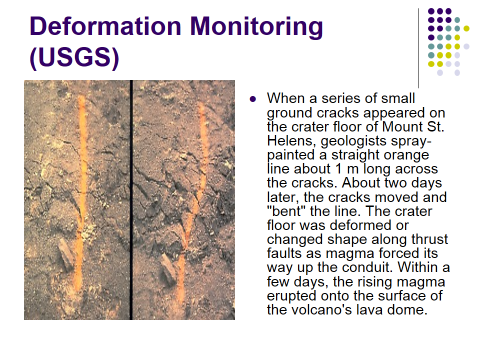 Deformation Monitoring
(USGS)
When a series of small
ground cracks appeared on
the crater floor of Mount St.
Helens, geologists spray-
painted a straight orange
line about 1 m long across
the cracks. About two days
later, the cracks moved and
"bent" the line. The crater
floor was deformed or
changed shape along thrust
faults as magma forced its
way up the conduit. Within a
few days, the rising magma
erupted onto the surface of
the volcano's lava dome.